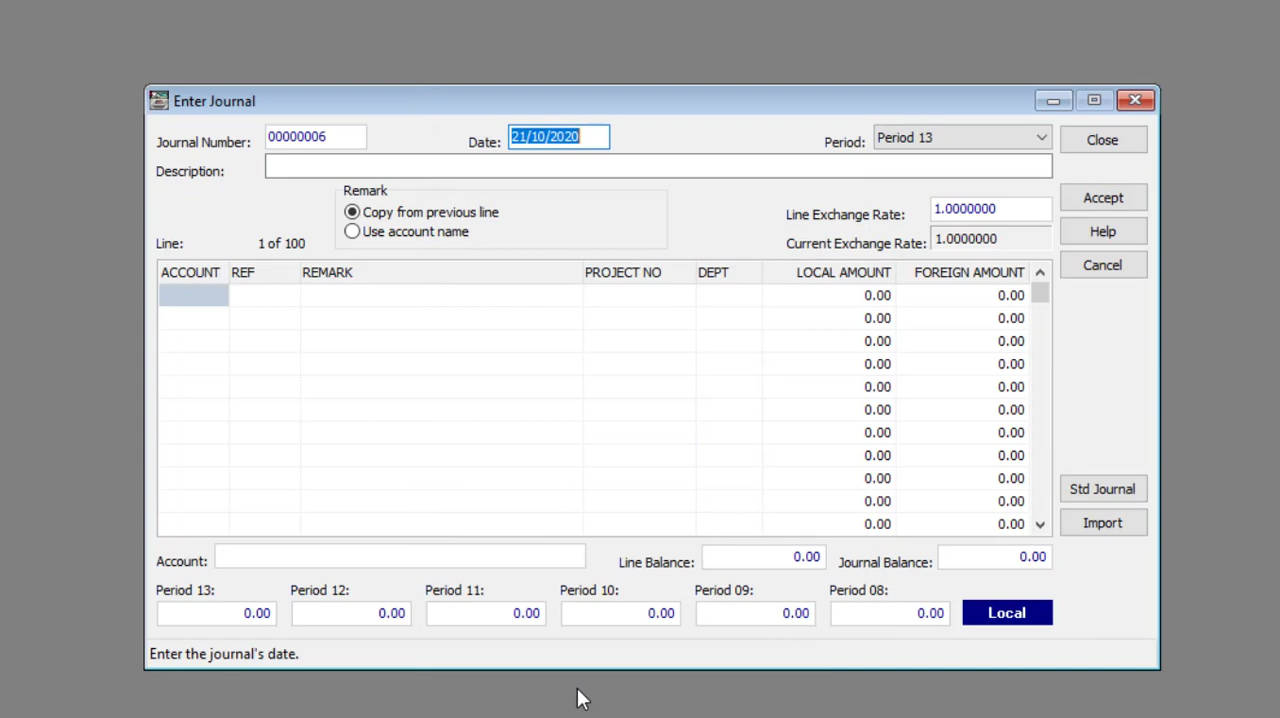 Enter Journal
Journal Number: 00000006 Date: 21/10/2020 Period: Period 13 Close
Description:
Remark
Copy from previous line
Use account name
Line Exchange Rate: 1.0000000
Accept
Help
Line: 1 of 100 Current Exchange Rate: 1.0000000
Cancel
ACCOUNT REF REMARK PROJECT NO DEPT LOCAL AMOUNT FOREIGN AMOUNT
0.00 0.00
0.00 0.00
0.00 0.00
0.00 0.00
0.00 0.00
0.00 0.00
0.00 0.00
0.00 0.00
0.00 0.00
0.00 0.00
0.00 0.00
Std Journal
Import
Account: Line Balance: 0.00 Journal Balance: 0.00
Period 13: Period 12: Period 11: Period 10: Period 09: Period 08:
0.00 0.00 0.00 0.00 0.00 0.00 Local
Enter the journal's date.